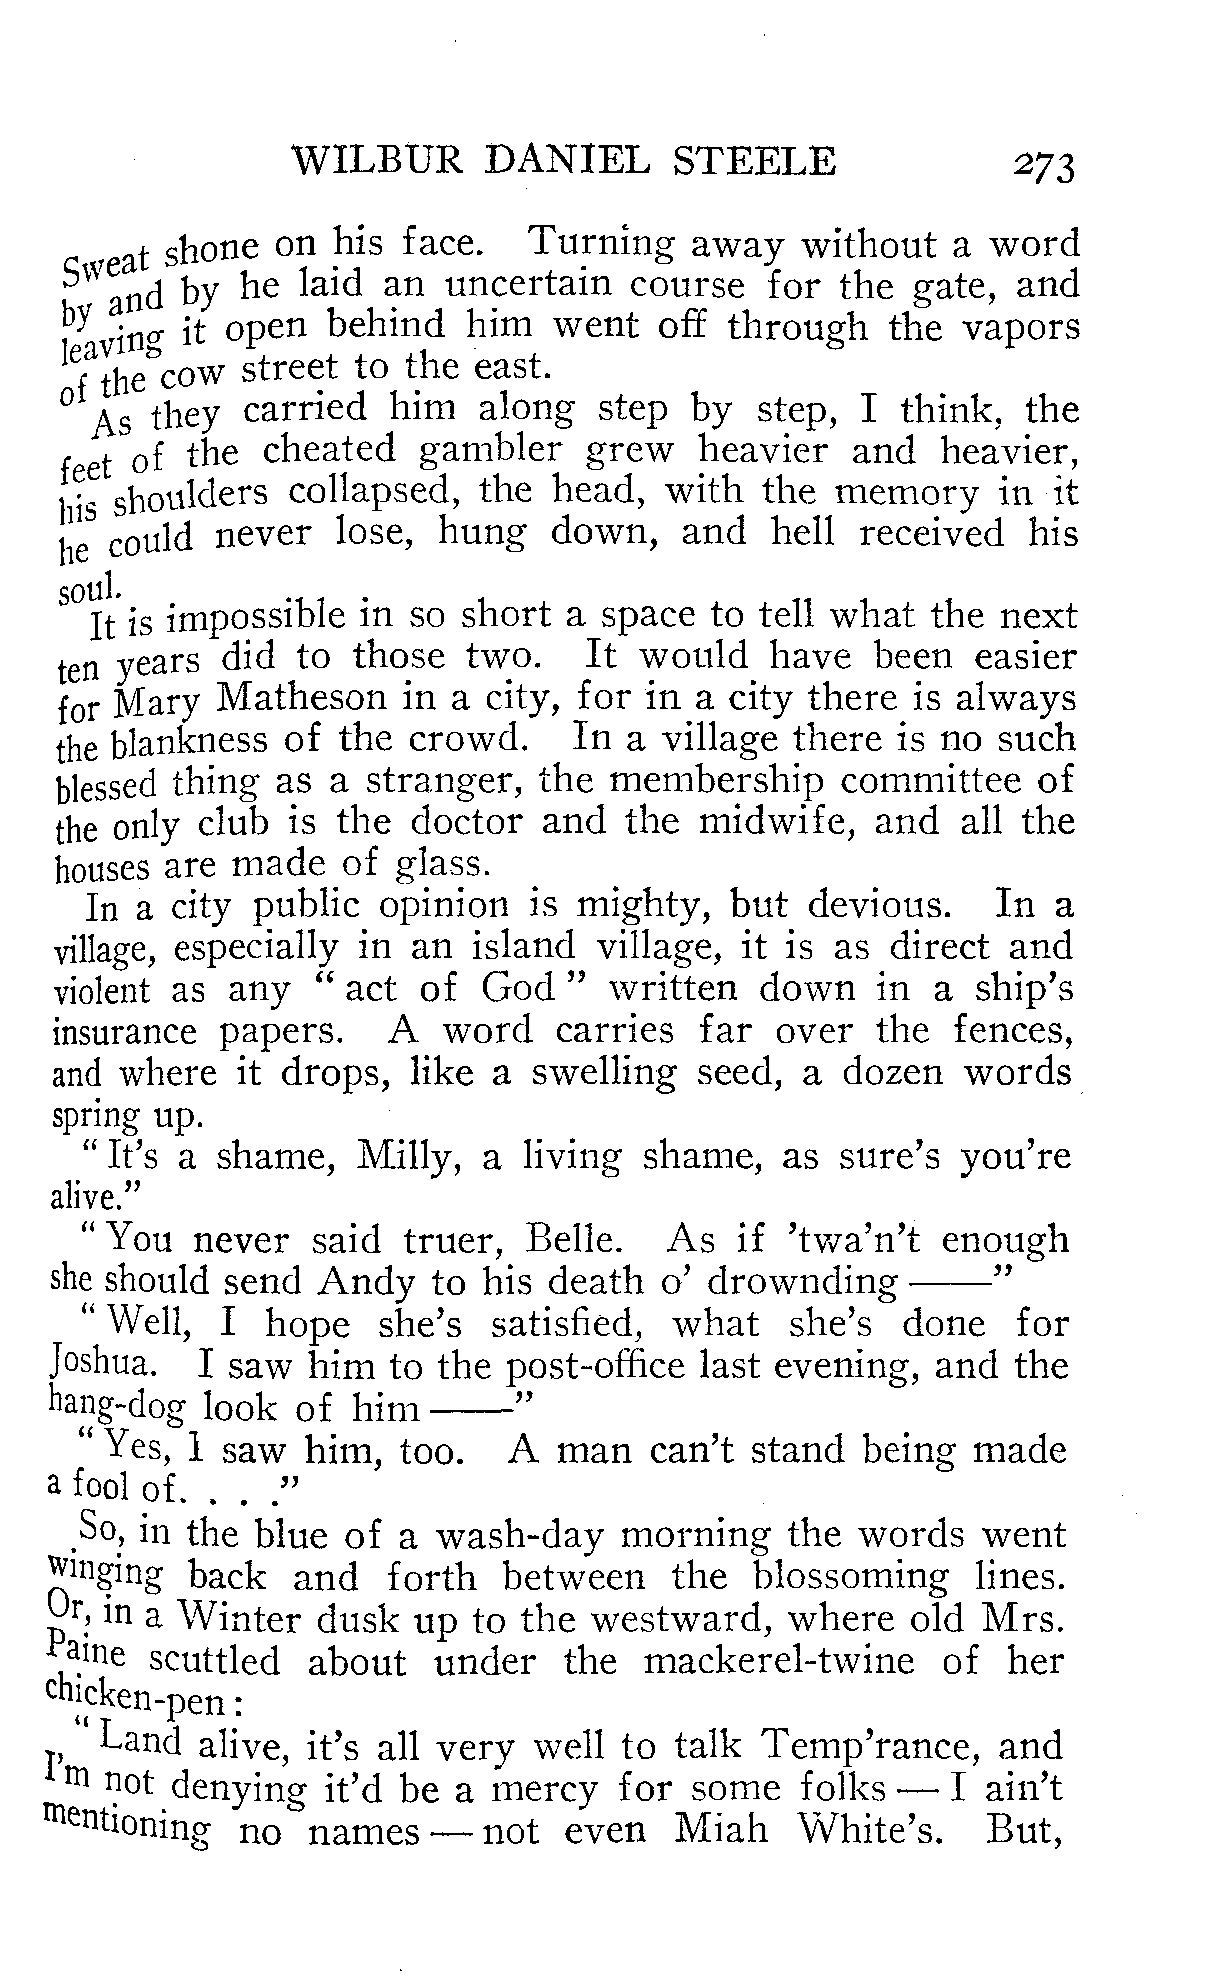 WILBUR DANIEL STEELE 273
Sweat shone on his face. Turning away without a word
by and by he laid an uncertain course for the gate, and
leaving it open behind him went off through the vapors
of the cow street to the east.
As they carried him along step by step, I think, the
feet of the cheated gambler grew heavier and heavier,
his shoulders collapsed, the head, with the memory in it
he could never lose, hung down, and hell received his
soul.
It is impossible in so short a space to tell what the next
ten years did to those two. It would have been easier
for Mary Matheson in a city, for in a city there is always
the blankness of the crowd. In a village there is no such
blessed thing as a stranger, the membership committee of
the only club is the doctor and the midwife, and all the
houses are made of glass.
In a city public opinion is mighty, but devious. In a
village, especially in an island village, it is as direct and
violent as any " act of God " written down in a ship's
insurance papers. A word carries far over the fences,
and where it drops, like a swelling seed, a dozen words
spring up.
" It's a shame, Milly, a living shame, as sure's you're
alive."
" You never said truer, Belle. As if 'twa'n't enough
she should send Andy to his death o' drownding ——"
" Well, I hope she's satisfied, what she's done for
Joshua. I saw him to the post-office last evening, and the
hang-dog look of him ——"
" Yes, I saw him, too. A man can't stand being made
a fool of. . . ."
So, in the blue of a wash-day morning the words went
winging back and forth between the blossoming lines.
Or, in a Winter dusk up to the westward, where old Mrs.
Paine scuttled about under the mackerel-twine of her
chicken-pen :
" Land alive, it's all very well to talk Temp'rance, and
I'm not denying it'd be a mercy for some folks — I ain't
mentioning no names — not even Miah White's. But,